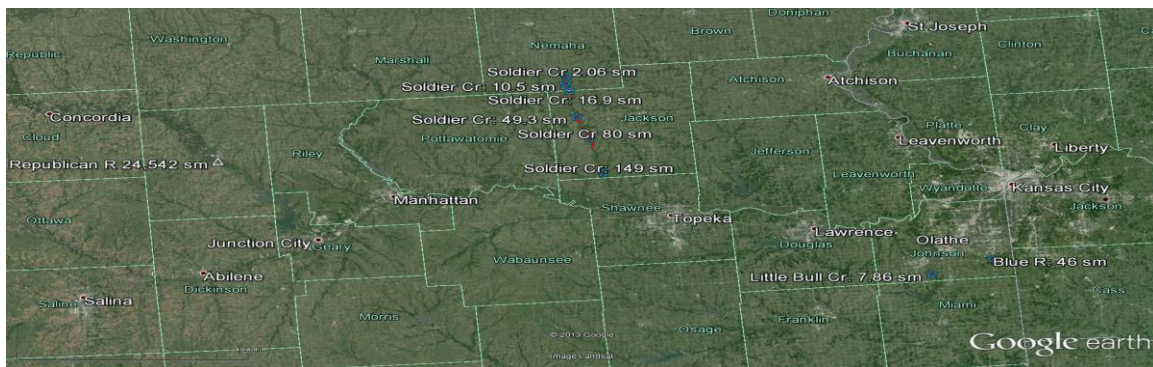 Doniphan
St. Joseph
Brown
Nemaha
Washington
Republic
Marshall
Buchanan
Clinton
Soldier Cr 2.06 sm
Atchison
Atchison
Soldier Cr: 10.5 sm
Soldier Cr: 16.9 sm
Concordia
Soldier Cr: 49.3 sm
Jackson
Platte
Clay
Cloud
Soldier Cr 80 sm
Pottawatomie
Leavenworth
Liberty
Riley
Jefferson
Republican R 24,542 sm
Soldier Cr: 149 sm
Leavenworth
Wyandotte
Kansas City
Manhattan
Shawnee
Jackson
Topeka
Ottawa
Lawrence
Junction City
Geary
Douglas
Olathe
Johnson
Wabaunsee
Blue R: 46 sm
Abilene
Little Bull Cr: 7.86 sm
Dickinson
Cass
Saline
Salina
Miami
Morris
Franklin
Osage
© 2013 Google
Google earth
Image Landsat